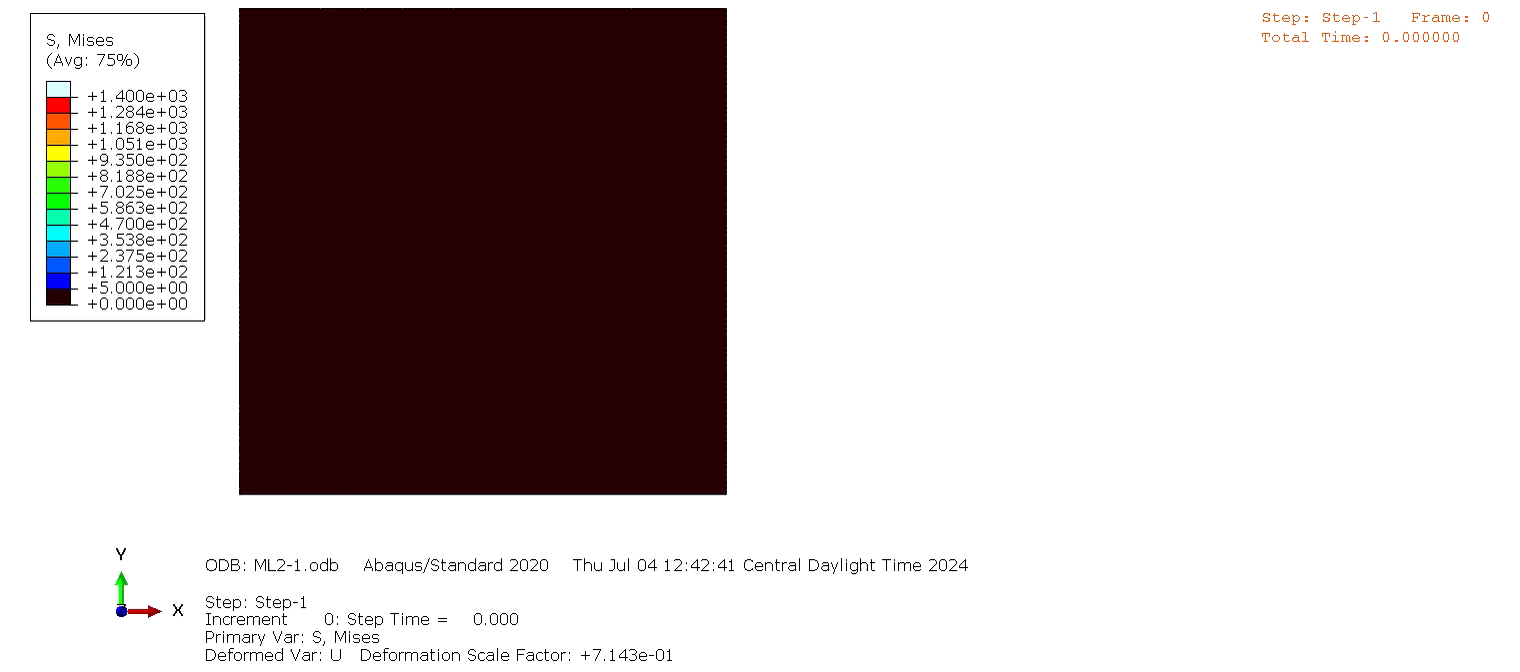 S, Mises
(Avg: 75%)
+1.400e+03
+1.284e+03
+1.168e+03
+1.051e+03
+9.350e+02
+8.188e+02
+7.025e+02
+5.863e+02
+4.700e+02
+3.538e+02
+2.375e+02
+1.213e+02
+5.000e+00
+0.000e+00
Step: Step-1 Frame: 0
Total Time: 0.000000
Y
X
ODB: ML2-1.odb Abaqus/Standard 2020 Thu Jul 04 12:42:41 Central Daylight Time 2024
Step: Step-1
Increment 0: Step Time = 0.000
Primary Var: S, Mises
Deformed Var: U Deformation Scale Factor: +7.143e-01